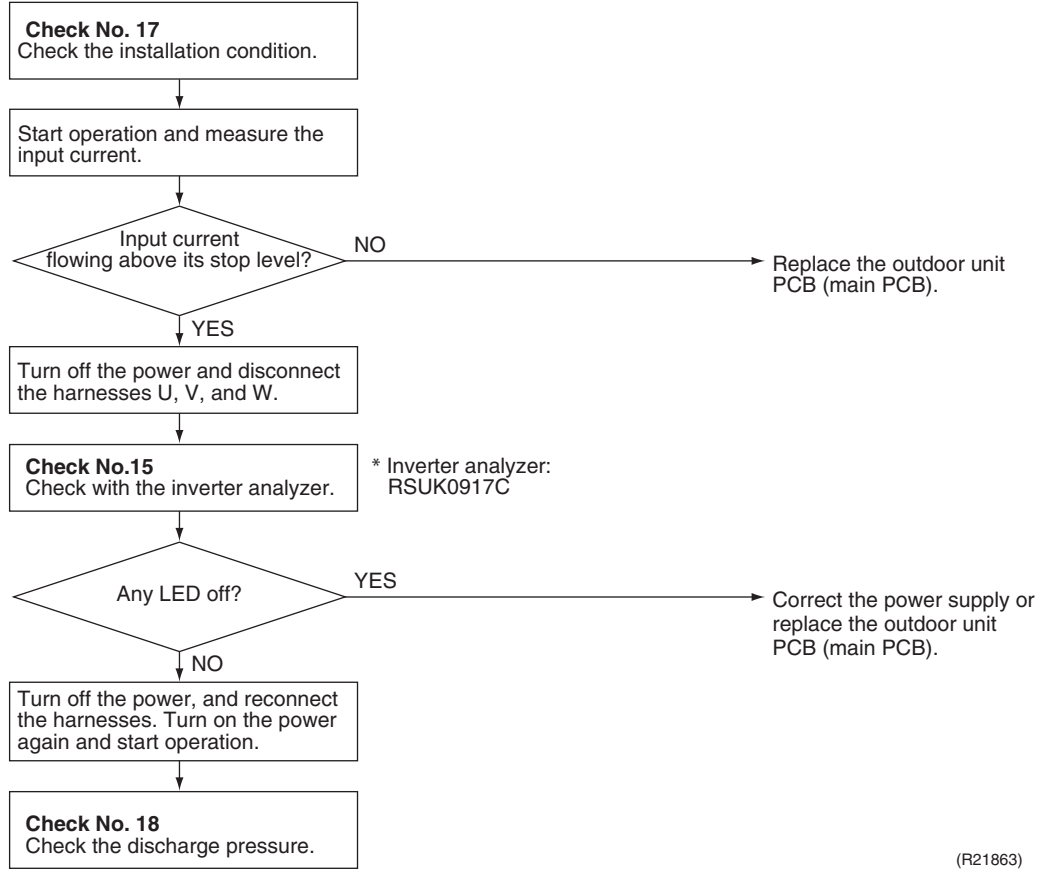 Check No. 17
Check the installation condition.
Start operation and measure the
input current.
Input current
flowing above its stop level?
NO
Replace the outdoor unit
PCB (main PCB).
YES
Turn off the power and disconnect
the harnesses U, V, and W.
Check No.15
Check with the inverter analyzer.
* Inverter analyzer:
RSUK0917C
Any LED off?
YES
Correct the power supply or
replace the outdoor unit
PCB (main PCB).
NO
Turn off the power, and reconnect
the harnesses. Turn on the power
again and start operation.
Check No. 18
Check the discharge pressure.
(R21863)